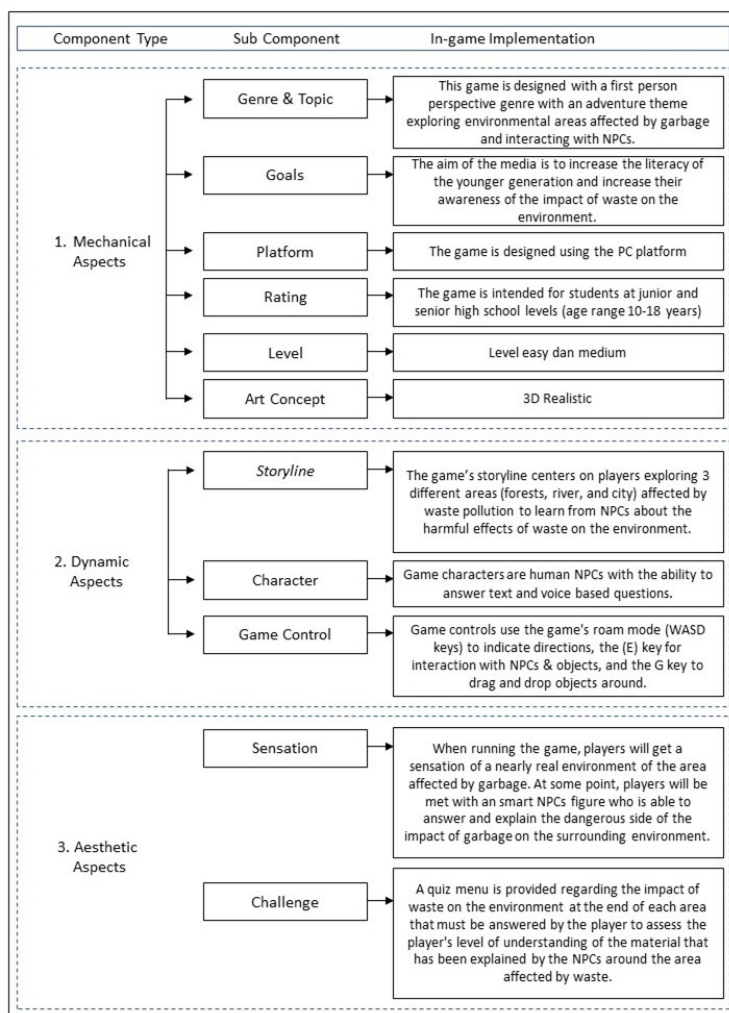 Component Type Sub Component In-game Implementation
1. Mechanical
Aspects
Genre & Topic
This game is designed with a first person
perspective genre with an adventure theme
exploring environmental areas affected by garbage
and interacting with NPCs.
Goals
The aim of the media is to increase the literacy of
the younger generation and increase their
awareness of the impact of waste on the
environment.
Platform
The game is designed using the PC platform
Rating
The game is intended for students at junior and
senior high school levels (age range 10-18 years)
Level
Level easy dan medium
Art Concept
3D Realistic
2. Dynamic
Aspects
Storyline
The game's storyline centers on players exploring 3
different areas (forests, river, and city) affected by
waste pollution to learn from NPCs about the
harmful effects of waste on the environment.
Character
Game characters are human NPCs with the ability to
answer text and voice based questions.
Game Control
Game controls use the game's roam mode (WASD
keys) to indicate directions, the (E) key for
interaction with NPCs & objects, and the G key to
drag and drop objects around.
3. Aesthetic
Aspects
Sensation
When running the game, players will get a
sensation of a nearly real environment of the area
affected by garbage. At some point, players will be
met with an smart NPCs figure who is able to
answer and explain the dangerous side of the
impact of garbage on the surrounding environment.
Challenge
A quiz menu is provided regarding the impact of
waste on the environment at the end of each area
that must be answered by the player to assess the
player's level of understanding of the material that
has been explained by the NPCs around the area
affected by waste.